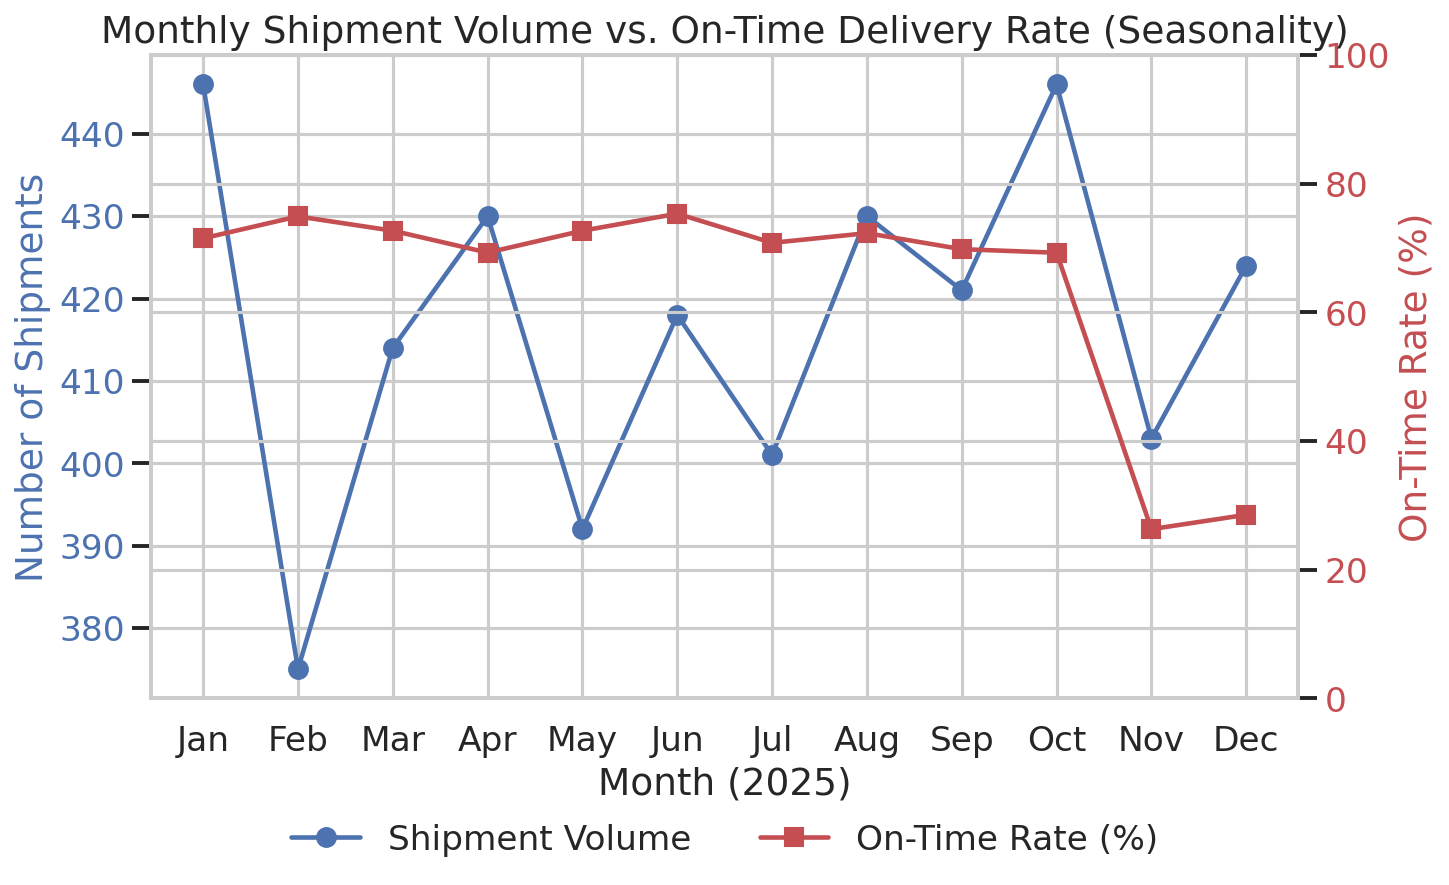 Monthly Shipment Volume vs. On-Time Delivery Rate (Seasonality)
Number of Shipments
440
430
420
410
400
390
380
100
80
60
40
20
0
On-Time Rate (%)
Jan Feb Mar Apr May Jun Jul Aug Sep Oct Nov Dec
Month (2025)
Shipment Volume On-Time Rate (%)